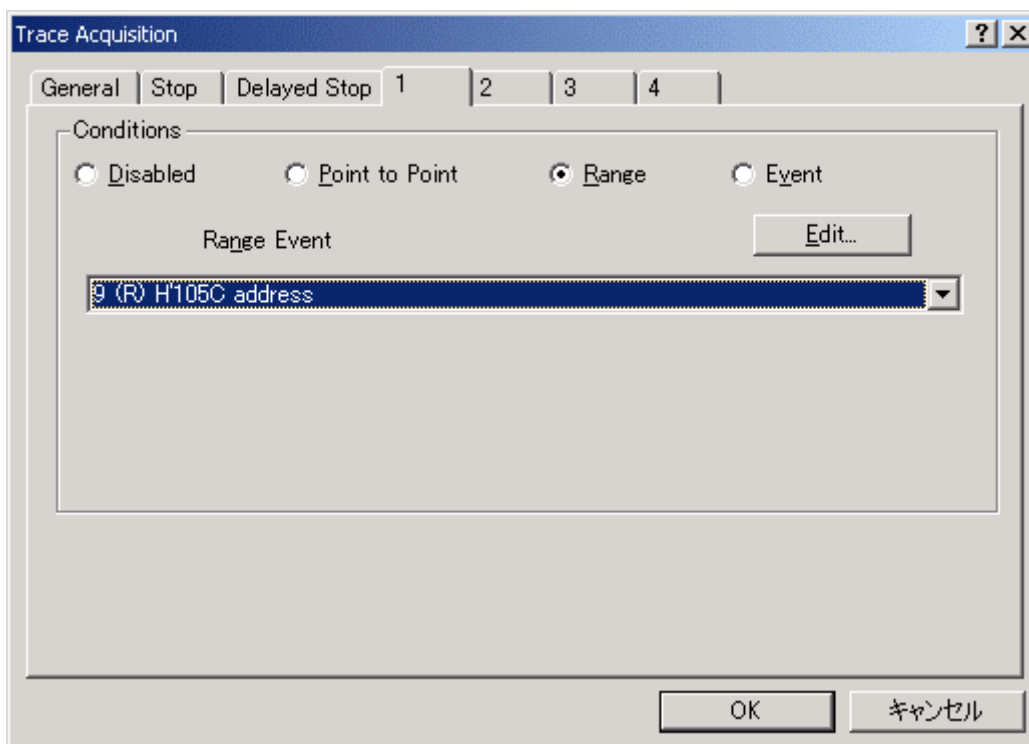 Trace Acquisition
General Stop Delayed Stop 1 2 3 4
Conditions
Disabled Point to Point Range Event
Range Event Edit...
9 (R) H'105C address
OK キャンセル